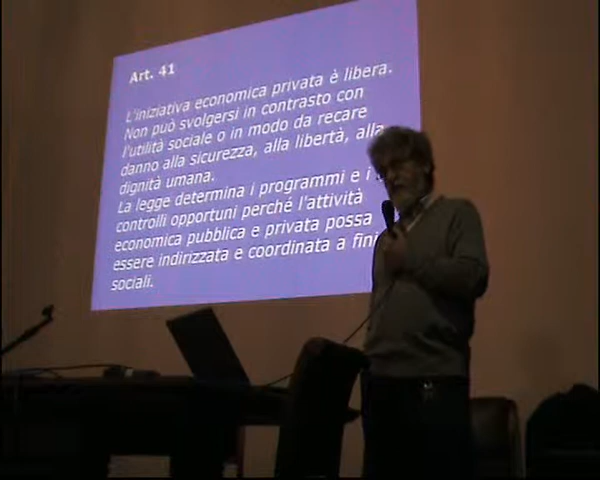 Art. 41
L'iniziativa economica privata è libera.
Non può svolgersi in contrasto con
l'utilità sociale o in modo da recare
danno alla sicurezza, alla libertà, alla
dignità umana.
La legge determina i programmi e i
controlli opportuni perché l'attività
economica pubblica e privata possa
essere indirizzata e coordinata a fini
sociali.